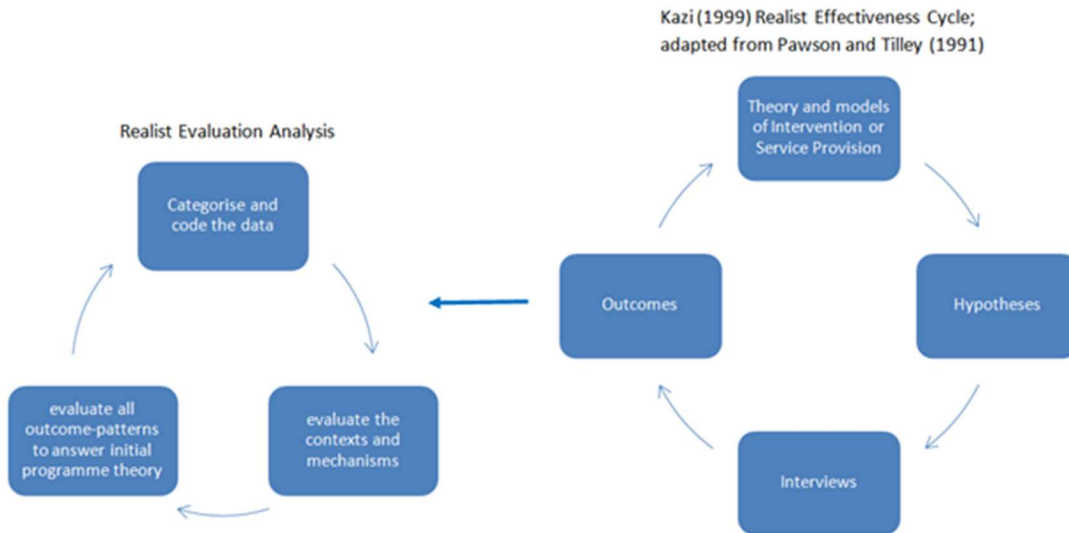 Kazi (1999) Realist Effectiveness Cycle;
adapted from Pawson and Tilley (1991)
Theory and models
of Intervention or
Service Provision
Hypotheses
Interviews
Outcomes
Realist Evaluation Analysis
Categorise and
code the data
evaluate the
contexts and
mechanisms
evaluate all
outcome-patterns
to answer initial
programme theory